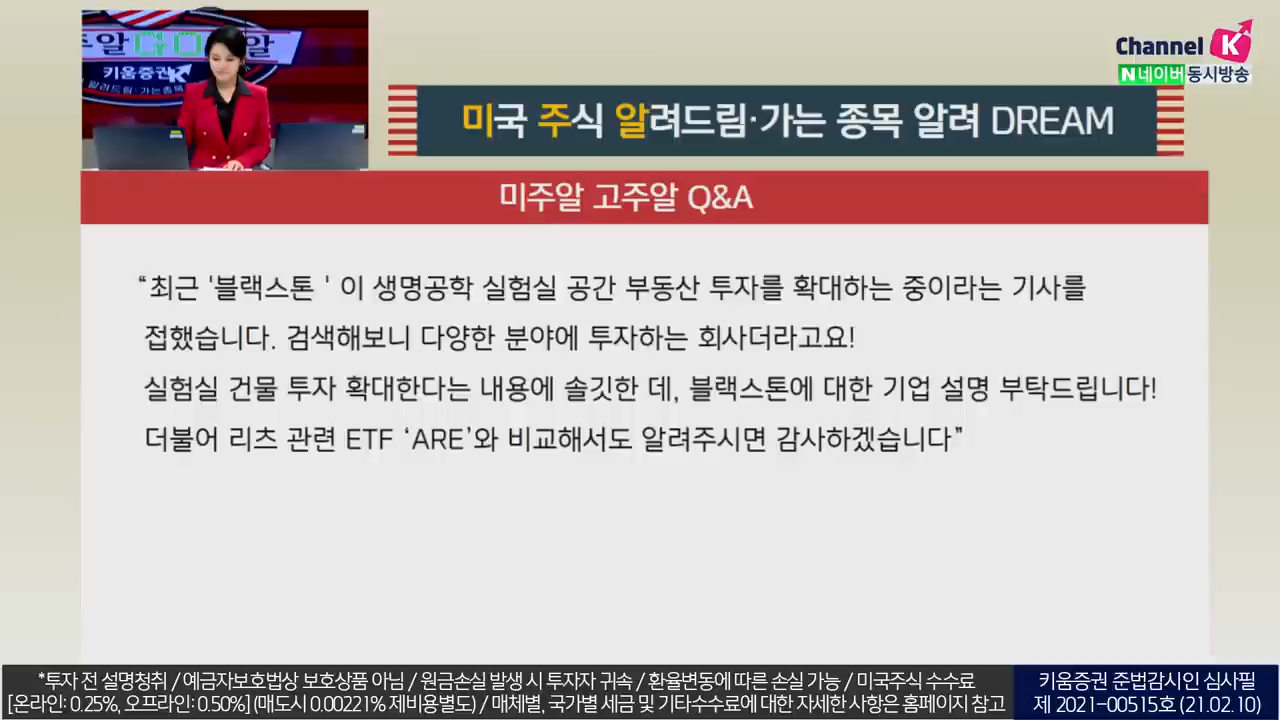 주알GO주알
키움증권
알려드림·가는종목
Channel K
N네이버동시방송
미국 주식 알려드림·가는 종목 알려 DREAM
미주알 고주알 Q&A
“최근 '블랙스톤 ' 이 생명공학 실험실 공간 부동산 투자를 확대하는 중이라는 기사를
접했습니다. 검색해보니 다양한 분야에 투자하는 회사더라고요!
실험실 건물 투자 확대한다는 내용에 솔깃한 데, 블랙스톤에 대한 기업 설명 부탁드립니다!
더불어 리츠 관련 ETF ‘ARE’와 비교해서도 알려주시면 감사하겠습니다”
*투자 전 설명청취 / 예금자보호법상 보호상품 아님 / 원금손실 발생 시 투자자 귀속 / 환율변동에 따른 손실 가능 / 미국주식 수수료
[온라인: 0.25%, 오프라인: 0.50%] (매도시 0.00221% 제비용별도) / 매체별, 국가별 세금 및 기타수수료에 대한 자세한 사항은 홈페이지 참고
키움증권 준법감시인 심사필
제 2021-00515호 (21.02.10)